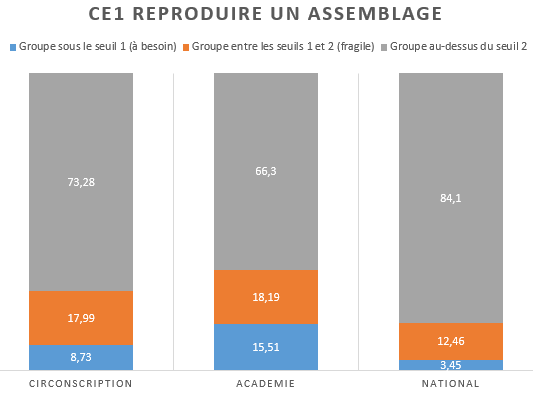 CE1 REPRODUIRE UN ASSEMBLAGE
Groupe sous le seuil 1 (à besoin) Groupe entre les seuils 1 et 2 (fragile) Groupe au-dessus du seuil 2
73,28 66,3 84,1
17,99 18,19 12,46
8,73 15,51 3,45
CIRCONSCRIPTION ACADEMIE NATIONAL